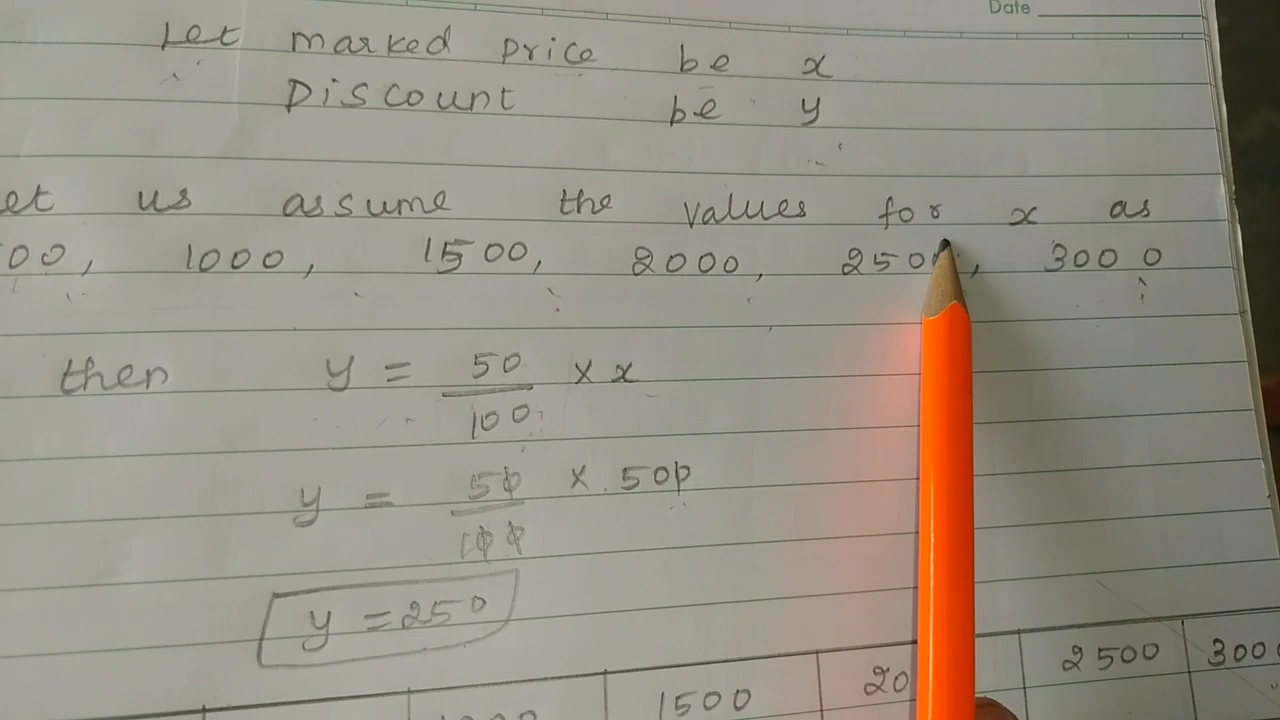 Date
Let marked price be x
Discount be y
et us assume the values for x as
00, 1000, 1500, 2000, 250, 3000
then y = 50/100 × x
y = 50/100 × 500
y = 250
1500 20 2500 300